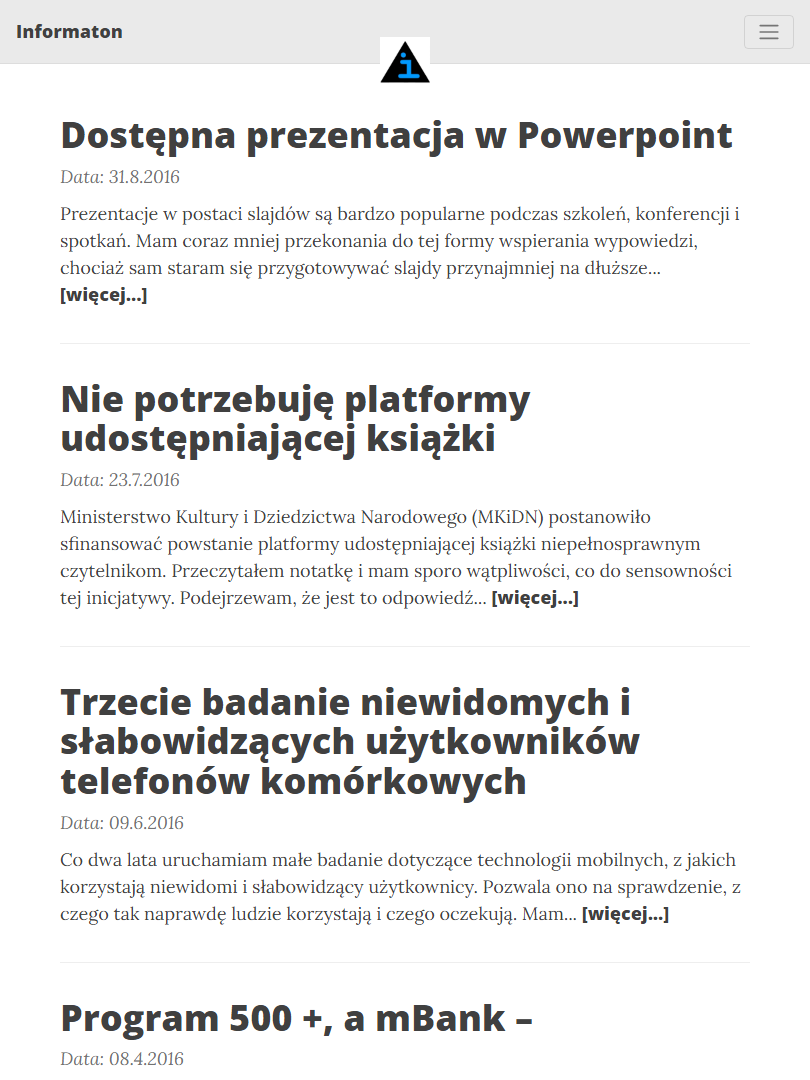 Informaton
i
Dostępna prezentacja w Powerpoint
Data: 31.8.2016
Prezentacje w postaci slajdów są bardzo popularne podczas szkoleń, konferencji i
spotkań. Mam coraz mniej przekonania do tej formy wspierania wypowiedzi,
chociaż sam staram się przygotowywać slajdy przynajmniej na dłuższe...
[więcej...]
Nie potrzebuję platformy
udostępniającej książki
Data: 23.7.2016
Ministerstwo Kultury i Dziedzictwa Narodowego (MKiDN) postanowiło
sfinansować powstanie platformy udostępniającej książki niepełnosprawnym
czytelnikom. Przeczytałem notatkę i mam sporo wątpliwości, co do sensowności
tej inicjatywy. Podejrzewam, że jest to odpowiedź... [więcej...]
Trzecie badanie niewidomych i
słabowidzących użytkowników
telefonów komórkowych
Data: 09.6.2016
Co dwa lata uruchamiam małe badanie dotyczące technologii mobilnych, z jakich
korzystają niewidomi i słabowidzący użytkownicy. Pozwala ono na sprawdzenie, z
czego tak naprawdę ludzie korzystają i czego oczekują. Mam... [więcej...]
Program 500 +, a mBank –
Data: 08.4.2016